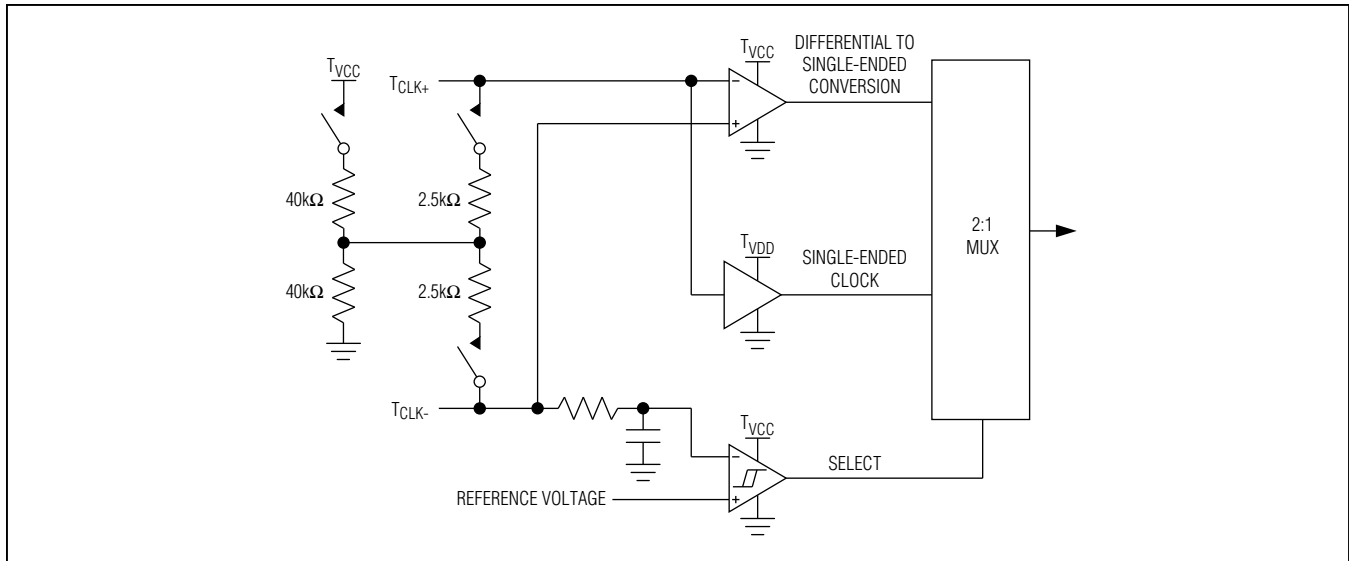 TVCC
TCLK+
40kΩ
2.5kΩ
40kΩ
2.5kΩ
TCLK-
REFERENCE VOLTAGE
TVCC
-
+
DIFFERENTIAL TO
SINGLE-ENDED
CONVERSION
TVDD
SINGLE-ENDED
CLOCK
TVCC
-
+
SELECT
2:1
MUX